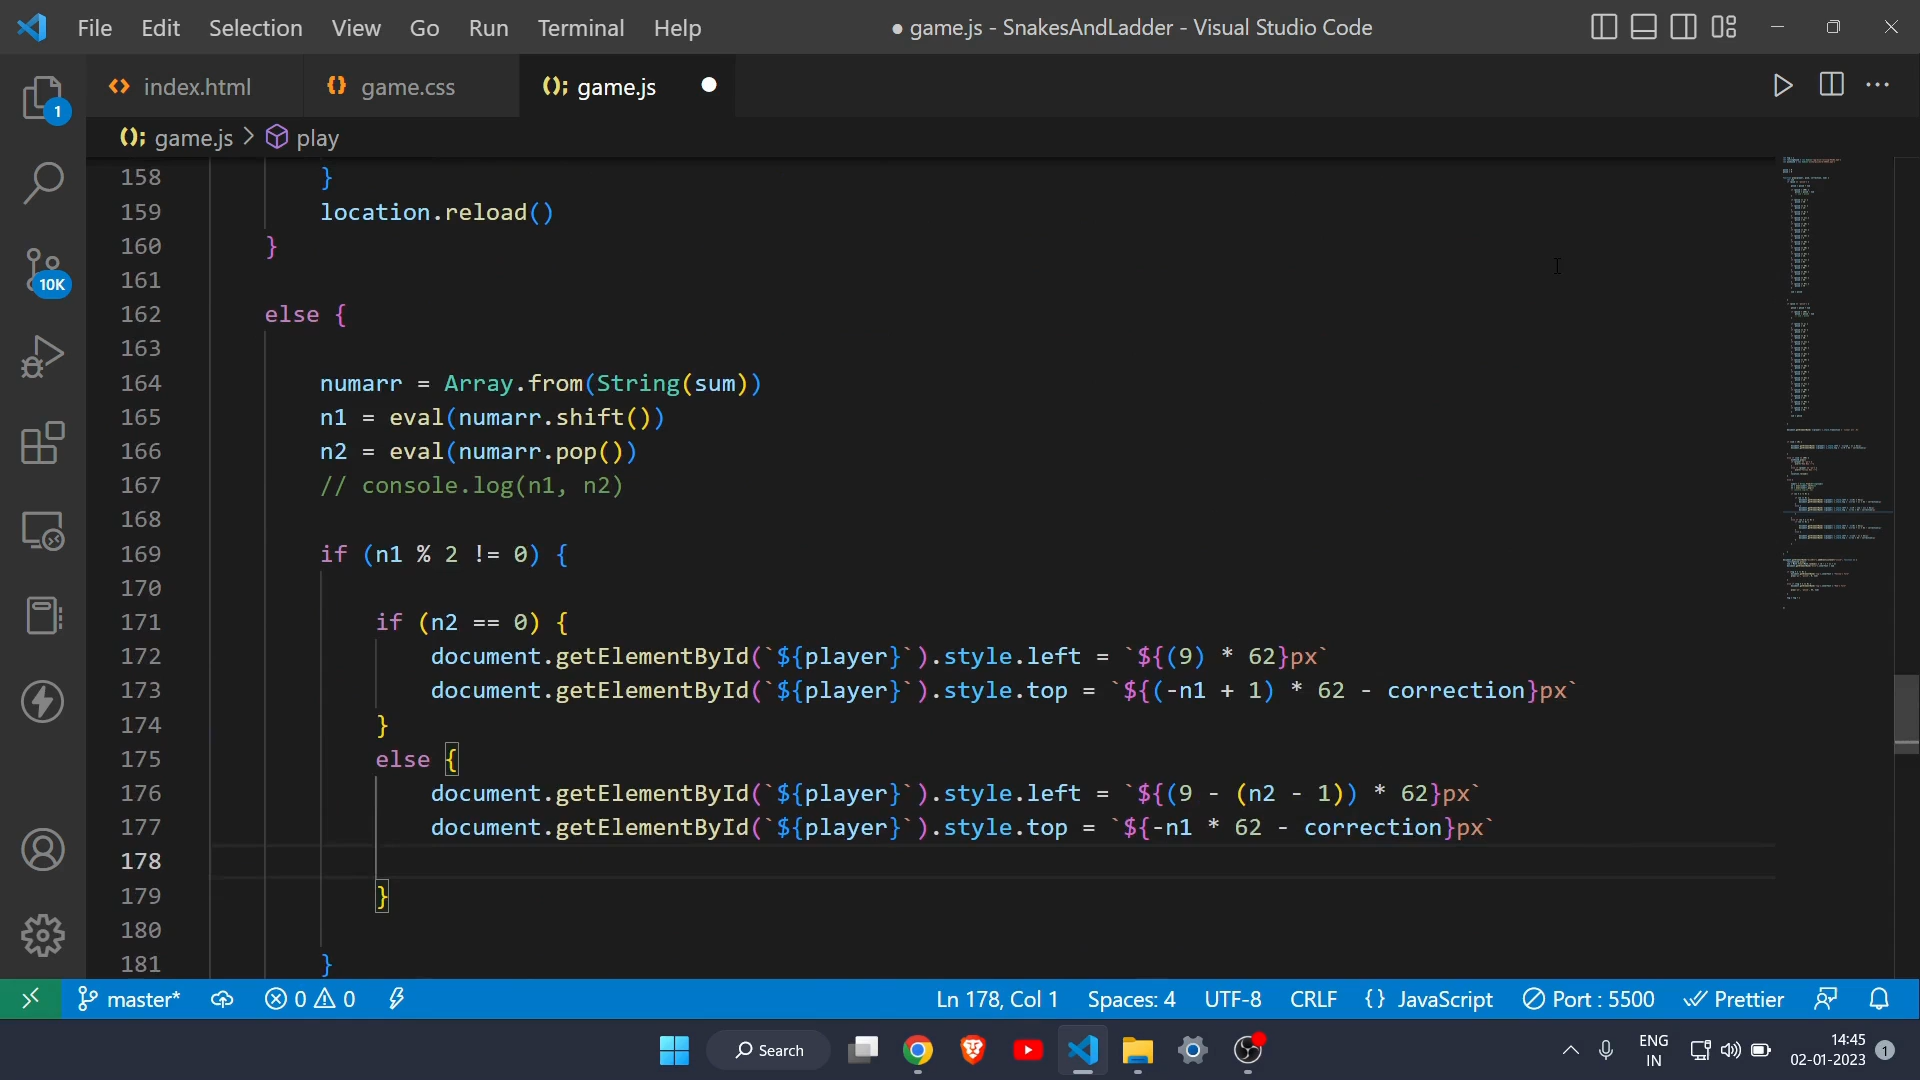 File Edit Selection View Go Run Terminal Help
● game.js - SnakesAndLadder - Visual Studio Code
index.html game.css game.js
1
game.js > play
158 }
159 location.reload()
160 }
161
162 else {
163
164 numarr = Array.from(String(sum))
165 n1 = eval(numarr.shift())
166 n2 = eval(numarr.pop())
167 // console.log(n1, n2)
168
169 if (n1 % 2 != 0) {
170
171 if (n2 == 0) {
172 document.getElementById(`${player}`).style.left = `${(9) * 62}px`
173 document.getElementById(`${player}`).style.top = `${(-n1 + 1) * 62 - correction}px`
174 }
175 else {
176 document.getElementById(`${player}`).style.left = `${(9 - (n2 - 1)) * 62}px`
177 document.getElementById(`${player}`).style.top = `${-n1 * 62 - correction}px`
178
179 }
180
181 }
10K
master* 0 0 Ln 178, Col 1 Spaces: 4 UTF-8 CRLF {} JavaScript Port : 5500 Prettier
Search
ENG
IN
14:45
02-01-2023
1